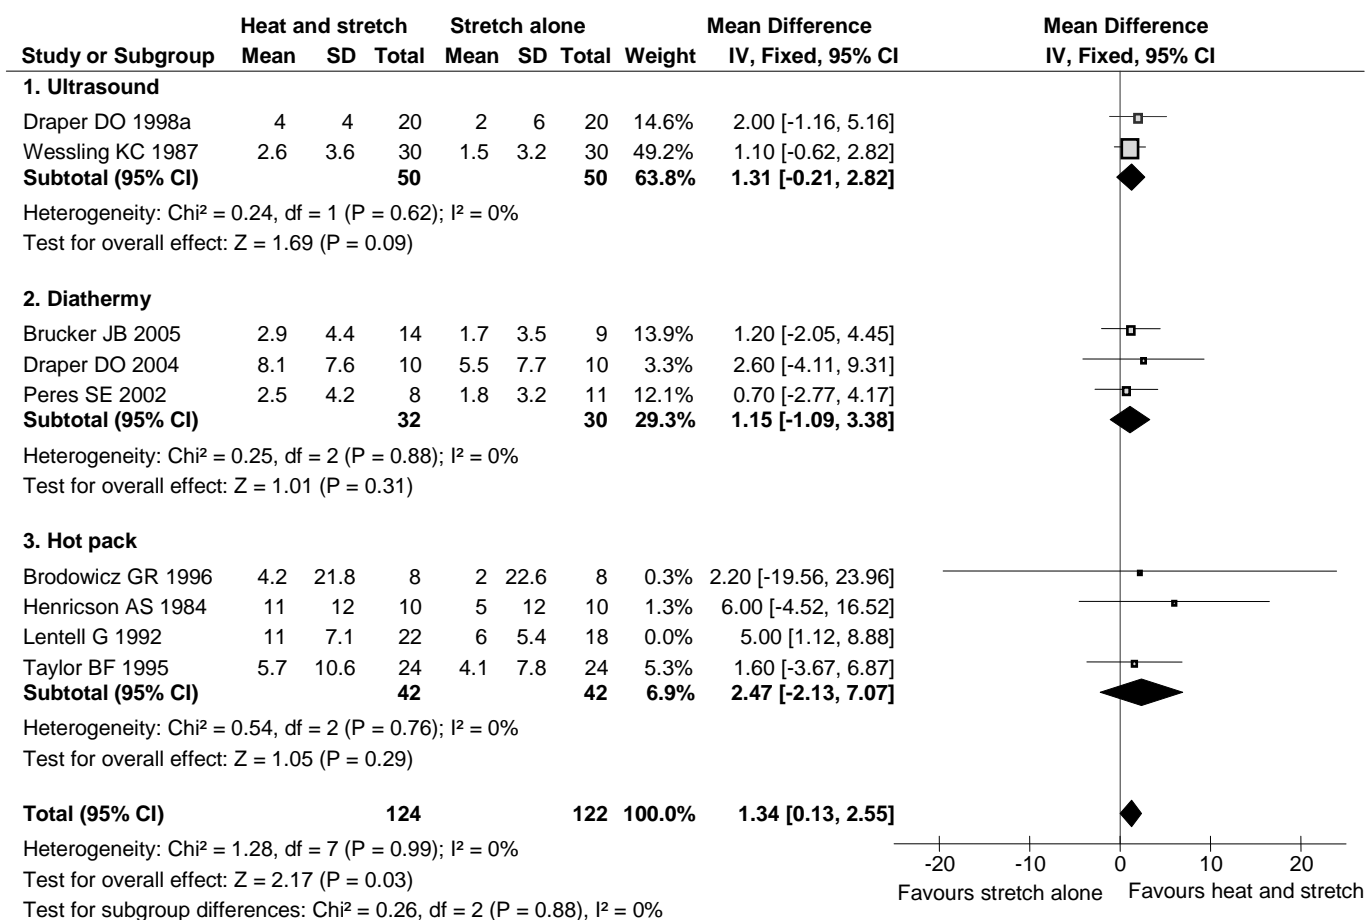 Heat and stretch Stretch alone Mean Difference Mean Difference
Study or Subgroup Mean SD Total Mean SD Total Weight IV, Fixed, 95% CI IV, Fixed, 95% CI
1. Ultrasound
Draper DO 1998a 4 4 20 2 6 20 14.6% 2.00 [-1.16, 5.16]
Wessling KC 1987 2.6 3.6 30 1.5 3.2 30 49.2% 1.10 [-0.62, 2.82]
Subtotal (95% CI) 50 50 63.8% 1.31 [-0.21, 2.82]
Heterogeneity: Chi² = 0.24, df = 1 (P = 0.62); I² = 0%
Test for overall effect: Z = 1.69 (P = 0.09)
2. Diathermy
Brucker JB 2005 2.9 4.4 14 1.7 3.5 9 13.9% 1.20 [-2.05, 4.45]
Draper DO 2004 8.1 7.6 10 5.5 7.7 10 3.3% 2.60 [-4.11, 9.31]
Peres SE 2002 2.5 4.2 8 1.8 3.2 11 12.1% 0.70 [-2.77, 4.17]
Subtotal (95% CI) 32 30 29.3% 1.15 [-1.09, 3.38]
Heterogeneity: Chi² = 0.25, df = 2 (P = 0.88); I² = 0%
Test for overall effect: Z = 1.01 (P = 0.31)
3. Hot pack
Brodowicz GR 1996 4.2 21.8 8 2 22.6 8 0.3% 2.20 [-19.56, 23.96]
Henricson AS 1984 11 12 10 5 12 10 1.3% 6.00 [-4.52, 16.52]
Lentell G 1992 11 7.1 22 6 5.4 18 0.0% 5.00 [1.12, 8.88]
Taylor BF 1995 5.7 10.6 24 4.1 7.8 24 5.3% 1.60 [-3.67, 6.87]
Subtotal (95% CI) 42 42 6.9% 2.47 [-2.13, 7.07]
Heterogeneity: Chi² = 0.54, df = 2 (P = 0.76); I² = 0%
Test for overall effect: Z = 1.05 (P = 0.29)
Total (95% CI) 124 122 100.0% 1.34 [0.13, 2.55]
Heterogeneity: Chi² = 1.28, df = 7 (P = 0.99); I² = 0%
Test for overall effect: Z = 2.17 (P = 0.03)
Test for subgroup differences: Chi² = 0.26, df = 2 (P = 0.88), I² = 0%
-20 -10 0 10 20
Favours stretch alone Favours heat and stretch